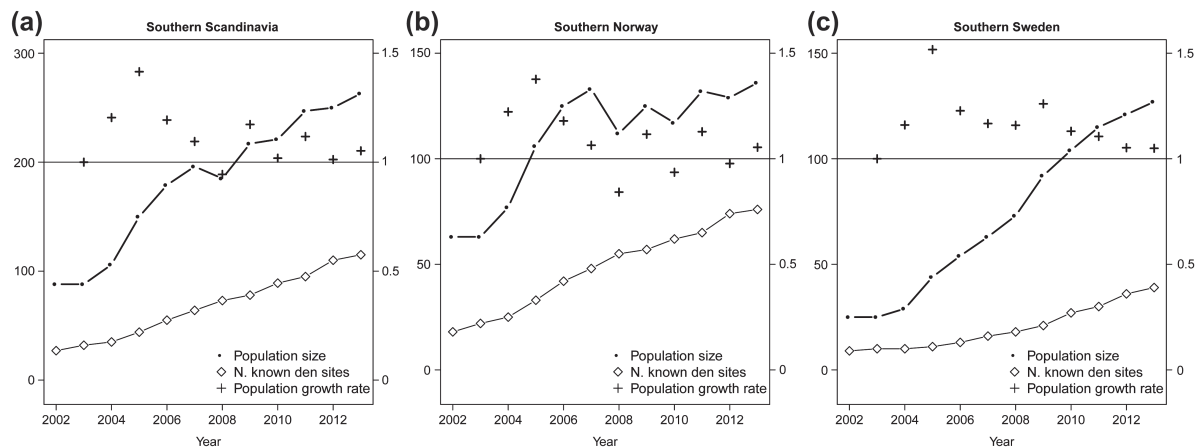 (a)
Southern Scandinavia
300
200
100
0
1.5
1
0.5
0
Population size
N. known den sites
Population growth rate
2002 2004 2006 2008 2010 2012
Year
(b)
Southern Norway
150
100
50
0
1.5
1
0.5
0
Population size
N. known den sites
Population growth rate
2002 2004 2006 2008 2010 2012
Year
(c)
Southern Sweden
150
100
50
0
1.5
1
0.5
0
Population size
N. known den sites
Population growth rate
2002 2004 2006 2008 2010 2012
Year